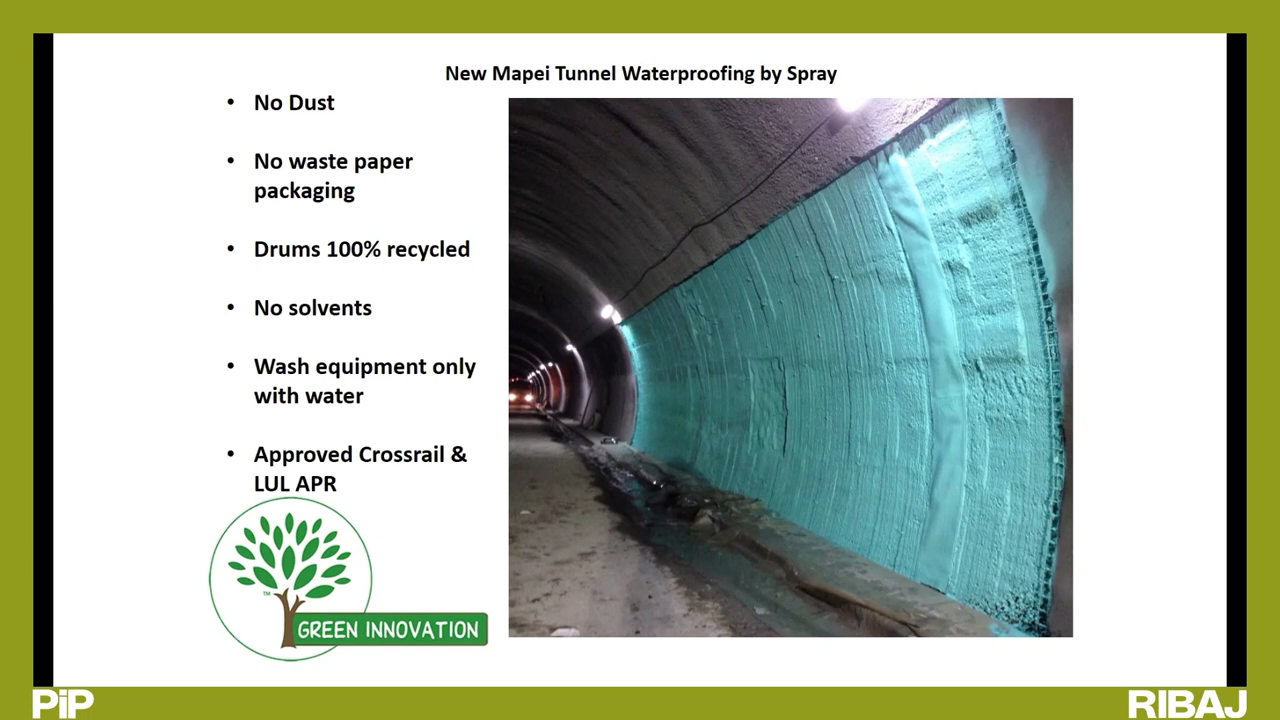 New Mapei Tunnel Waterproofing by Spray
• No Dust
• No waste paper
packaging
• Drums 100% recycled
• No solvents
• Wash equipment only
with water
• Approved Crossrail &
LUL APR
TM
GREEN INNOVATION
PiP
RIBAJ